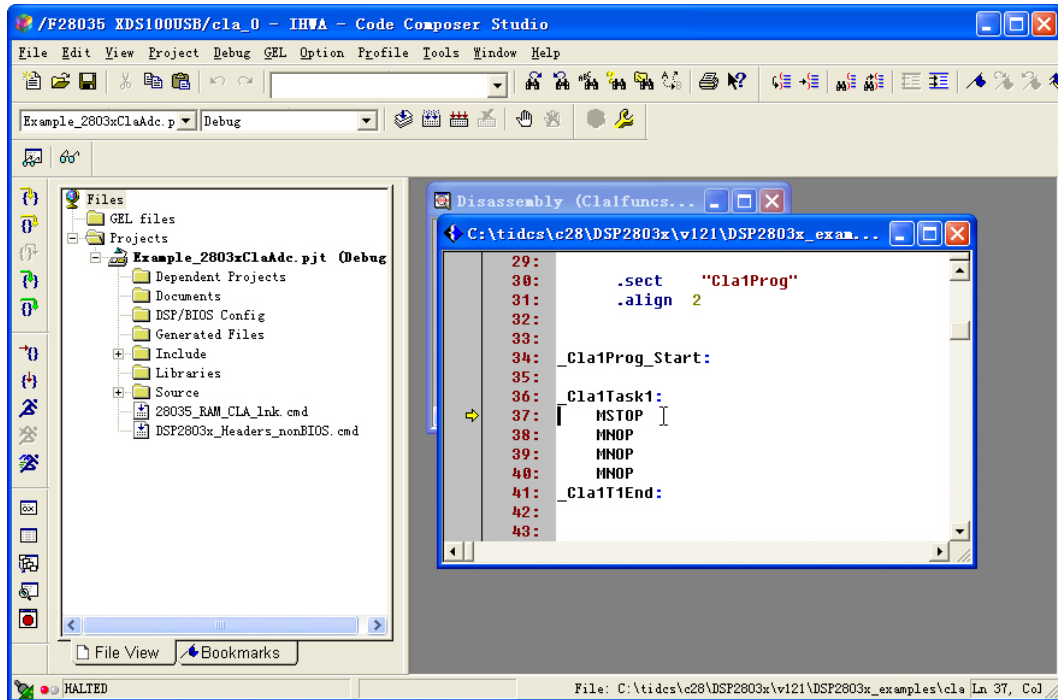 /F28035 XDS100USB/cla_0 - IHWA - Code Composer Studio
File Edit View Project Debug GEL Option Profile Tools Window Help
Example_2803xClaAdc.p Debug
Files
GEL files
Projects
Example_2803xClaAdc.pjt (Debug
Dependent Projects
Documents
DSP/BIOS Config
Generated Files
Include
Libraries
Source
28035_RAM_CLA_lnk.cmd
DSP2803x_Headers_nonBIOS.cmd
File View Bookmarks
Disassembly (Cla1funcs...
C:\tidcs\c28\DSP2803x\v121\DSP2803x_exam...
29:
30: .sect "Cla1Prog"
31: .align 2
32:
33:
34: _Cla1Prog_Start:
35:
36: _Cla1Task1:
37: MSTOP
38: MNOP
39: MNOP
40: MNOP
41: _Cla1T1End:
42:
43:
HALTED File: C:\tidcs\c28\DSP2803x\v121\DSP2803x_examples\cla Ln 37, Col